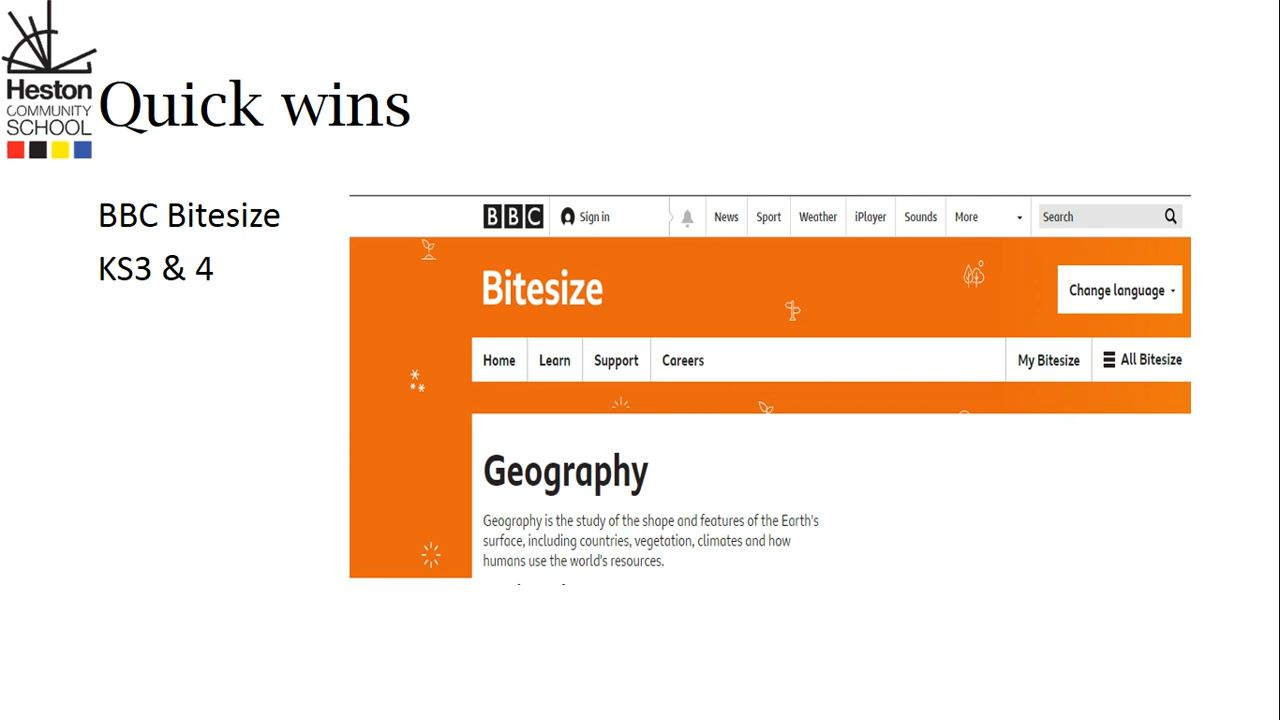 Heston
COMMUNITY
SCHOOL
Quick wins
BBC Bitesize
KS3 & 4
BBC Sign in News Sport Weather iPlayer Sounds More Search
Bitesize
Change language
Home Learn Support Careers My Bitesize All Bitesize
Geography
Geography is the study of the shape and features of the Earth's
surface, including countries, vegetation, climates and how
humans use the world's resources.